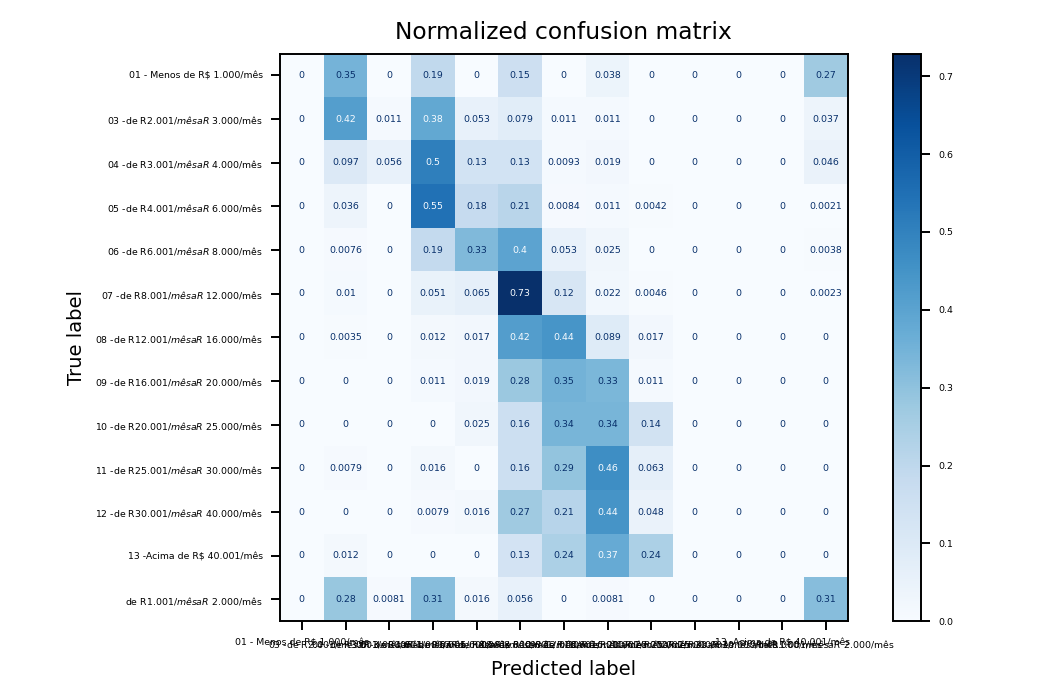 Normalized confusion matrix
01 - Menos de R$ 1.000/mês 0 0.35 0 0.19 0 0.15 0 0.038 0 0 0 0 0.27
03 -de R2.001/mêsaR 3.000/mês 0 0.42 0.011 0.38 0.053 0.079 0.011 0.011 0 0 0 0 0.037
04 -de R3.001/mêsaR 4.000/mês 0 0.097 0.056 0.5 0.13 0.13 0.0093 0.019 0 0 0 0 0.046
05 -de R4.001/mêsaR 6.000/mês 0 0.036 0 0.55 0.18 0.21 0.0084 0.011 0.0042 0 0 0 0.0021
06 -de R6.001/mêsaR 8.000/mês 0 0.0076 0 0.19 0.33 0.4 0.053 0.025 0 0 0 0 0.0038
07 -de R8.001/mêsaR 12.000/mês 0 0.01 0 0.051 0.065 0.73 0.12 0.022 0.0046 0 0 0 0.0023
08 -de R12.001/mêsaR 16.000/mês 0 0.0035 0 0.012 0.017 0.42 0.44 0.089 0.017 0 0 0 0
09 -de R16.001/mêsaR 20.000/mês 0 0 0 0.011 0.019 0.28 0.35 0.33 0.011 0 0 0 0
10 -de R20.001/mêsaR 25.000/mês 0 0 0 0 0.025 0.16 0.34 0.34 0.14 0 0 0 0
11 -de R25.001/mêsaR 30.000/mês 0 0.0079 0 0.016 0 0.16 0.29 0.46 0.063 0 0 0 0
12 -de R30.001/mêsaR 40.000/mês 0 0 0 0.0079 0.016 0.27 0.21 0.44 0.048 0 0 0 0
13 -Acima de R$ 40.001/mês 0 0.012 0 0 0 0.13 0.24 0.37 0.24 0 0 0 0
de R1.001/mêsaR 2.000/mês 0 0.28 0.0081 0.31 0.016 0.056 0 0.0081 0 0 0 0 0.31
True label
Predicted label
0.7
0.6
0.5
0.4
0.3
0.2
0.1
0.0